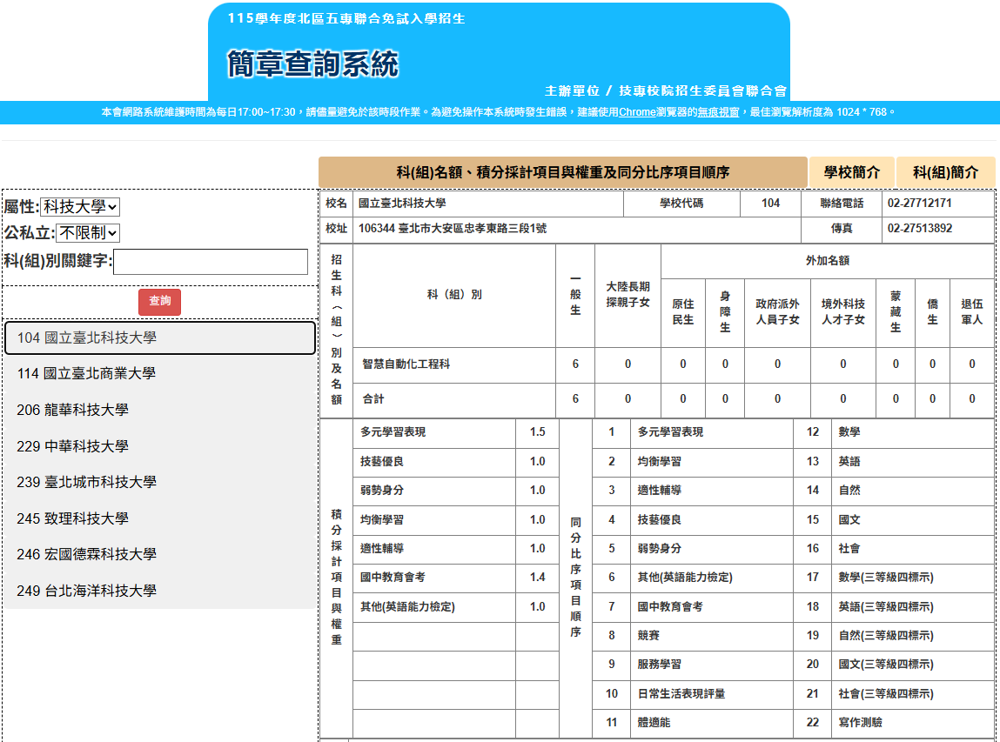 115學年度北區五專聯合免試入學招生
簡章查詢系統
主辦單位 / 技專校院招生委員會聯合會
本會網路系統維護時間為每日17:00~17:30，請儘量避免於該時段作業。為避免操作本系統時發生錯誤，建議使用Chrome瀏覽器的無痕視窗，最佳瀏覽解析度為 1024 * 768。
屬性:科技大學
公私立:不限制
科(組)別關鍵字:
查詢
104 國立臺北科技大學
114 國立臺北商業大學
206 龍華科技大學
229 中華科技大學
239 臺北城市科技大學
245 致理科技大學
246 宏國德霖科技大學
249 台北海洋科技大學
科(組)名額、積分採計項目與權重及同分比序項目順序 學校簡介 科(組)簡介
校名 國立臺北科技大學 學校代碼 104 聯絡電話 02-27712171
校址 106344 臺北市大安區忠孝東路三段1號 傳真 02-27513892
招生科（組）別及名額
科（組）別 一般生 大陸長期探親子女 外加名額
原住民生 身障生 政府派外人員子女 境外科技人才子女 蒙藏生 僑生 退伍軍人
智慧自動化工程科 6 0 0 0 0 0 0 0 0
合計 6 0 0 0 0 0 0 0 0
積分採計項目與權重
多元學習表現 1.5
技藝優良 1.0
弱勢身分 1.0
均衡學習 1.0
適性輔導 1.0
國中教育會考 1.4
其他(英語能力檢定) 1.0
同分比序項目順序
1 多元學習表現 12 數學
2 均衡學習 13 英語
3 適性輔導 14 自然
4 技藝優良 15 國文
5 弱勢身分 16 社會
6 其他(英語能力檢定) 17 數學(三等級四標示)
7 國中教育會考 18 英語(三等級四標示)
8 競賽 19 自然(三等級四標示)
9 服務學習 20 國文(三等級四標示)
10 日常生活表現評量 21 社會(三等級四標示)
11 體適能 22 寫作測驗